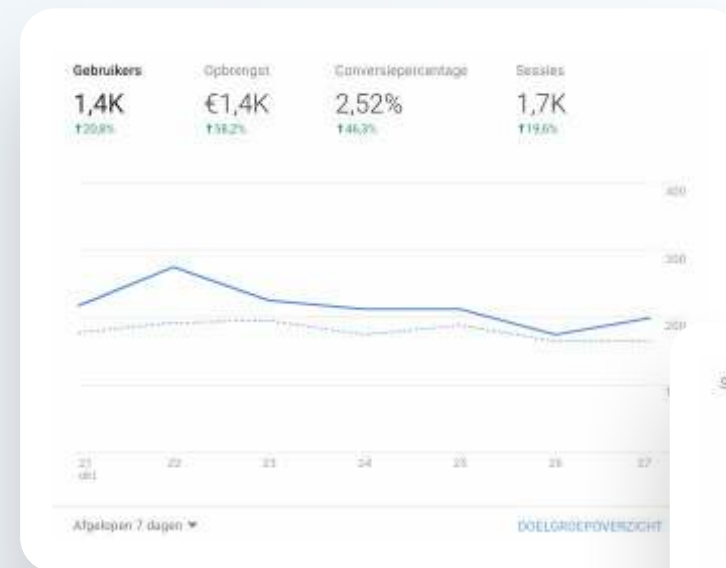 Gebruikers Opbrengst Conversiepercentage Sessies
1,4K €1,4K 2,52% 1,7K
↑20,8% ↑58,2% ↑46,3% ↑19,6%
400
300
200
21 22 23 24 25 26 27
okt
Afgelopen 7 dagen
DOELGROEPOVERZICHT